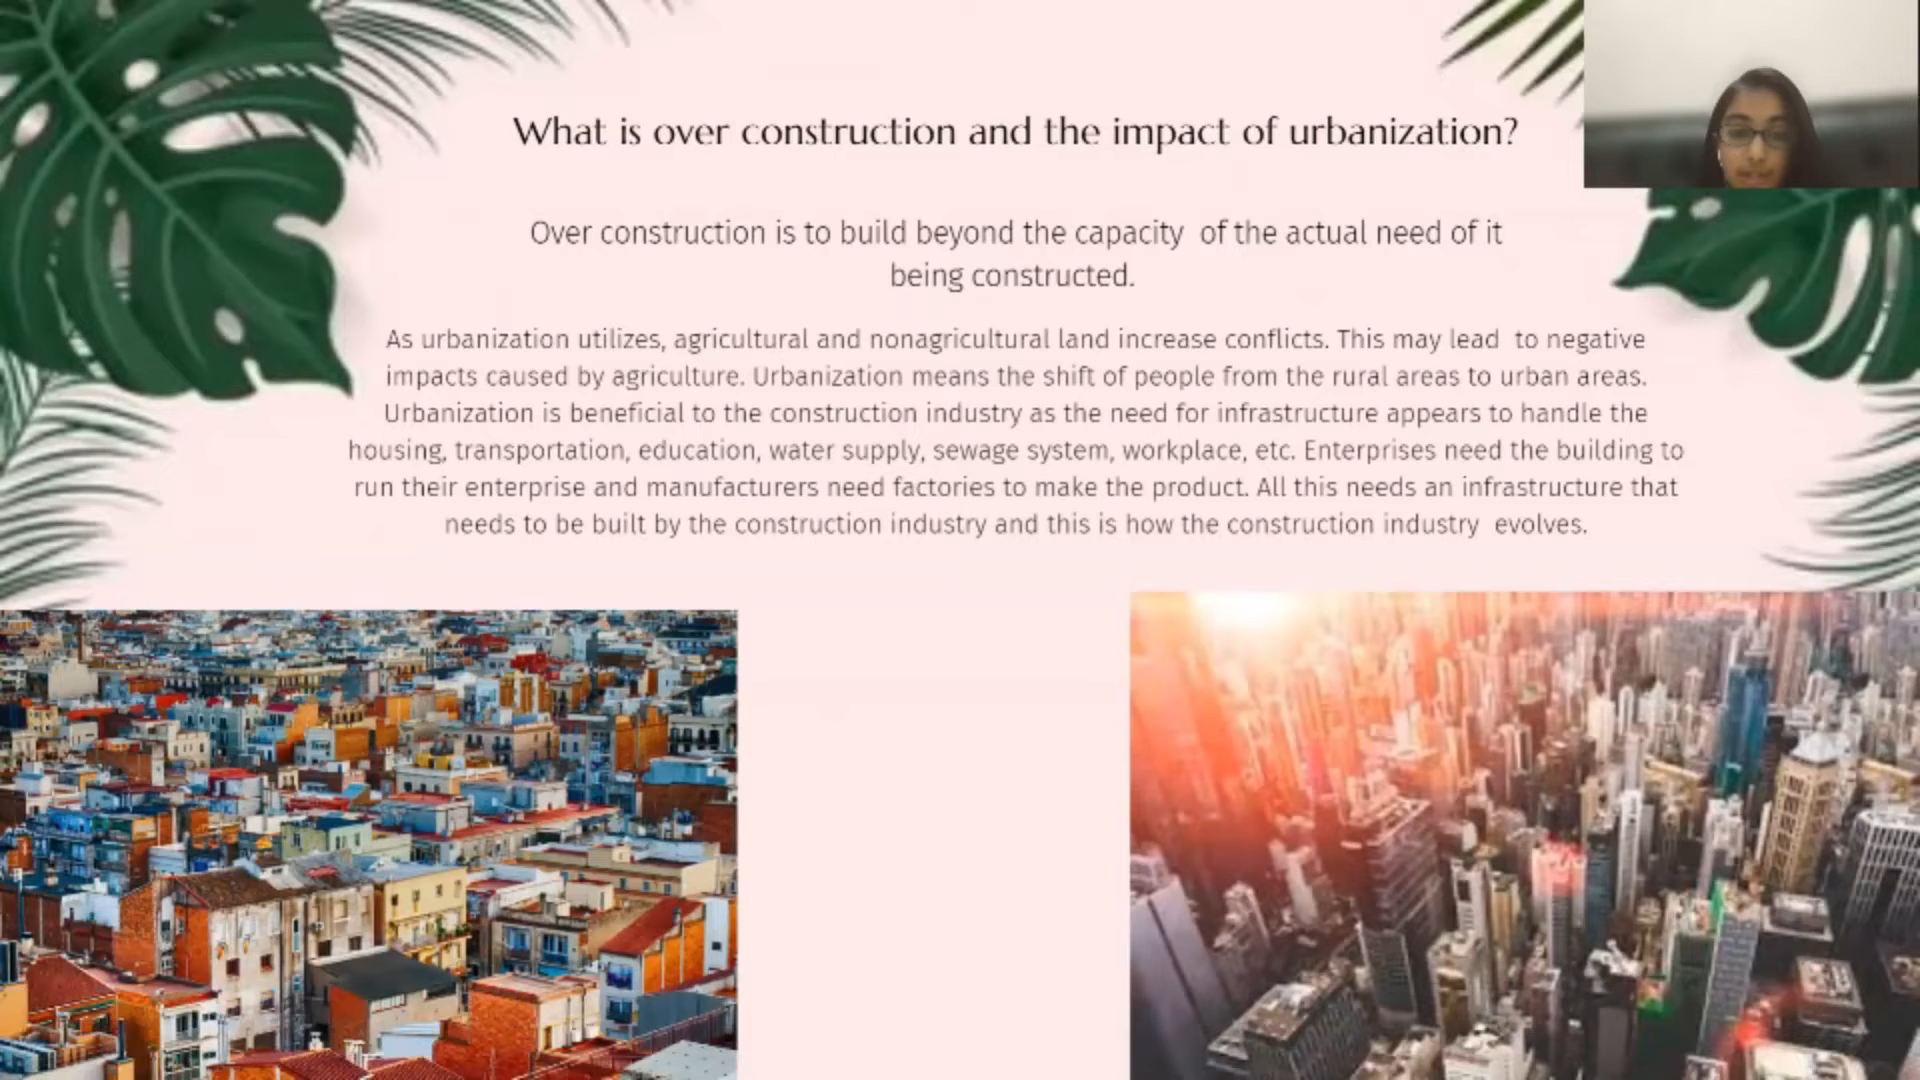 What is over construction and the impact of urbanization?
Over construction is to build beyond the capacity of the actual need of it
being constructed.
As urbanization utilizes, agricultural and nonagricultural land increase conflicts. This may lead to negative
impacts caused by agriculture. Urbanization means the shift of people from the rural areas to urban areas.
Urbanization is beneficial to the construction industry as the need for infrastructure appears to handle the
housing, transportation, education, water supply, sewage system, workplace, etc. Enterprises need the building to
run their enterprise and manufacturers need factories to make the product. All this needs an infrastructure that
needs to be built by the construction industry and this is how the construction industry evolves.